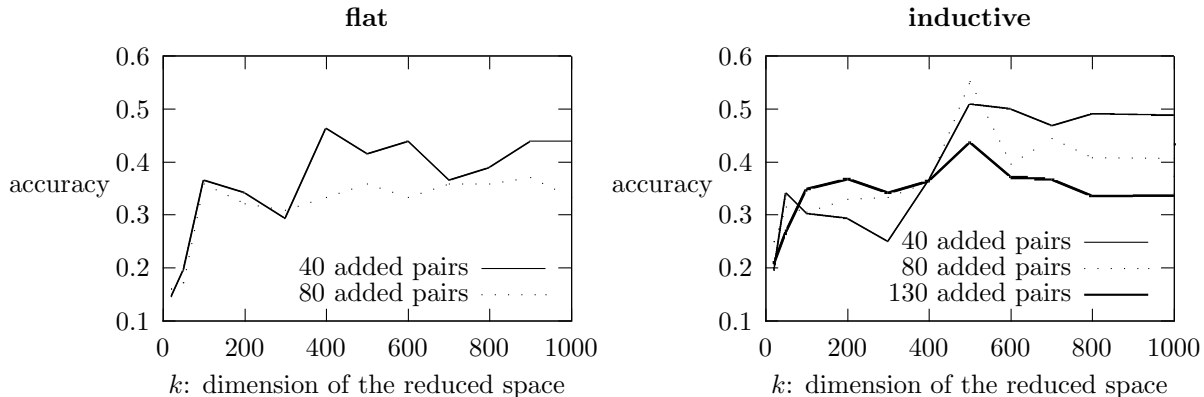 flat
0.6
0.5
0.4
accuracy
0.3
0.2
0.1
40 added pairs
80 added pairs
0 200 400 600 800 1000
k: dimension of the reduced space
inductive
0.6
0.5
0.4
accuracy
0.3
0.2
0.1
40 added pairs
80 added pairs
130 added pairs
0 200 400 600 800 1000
k: dimension of the reduced space